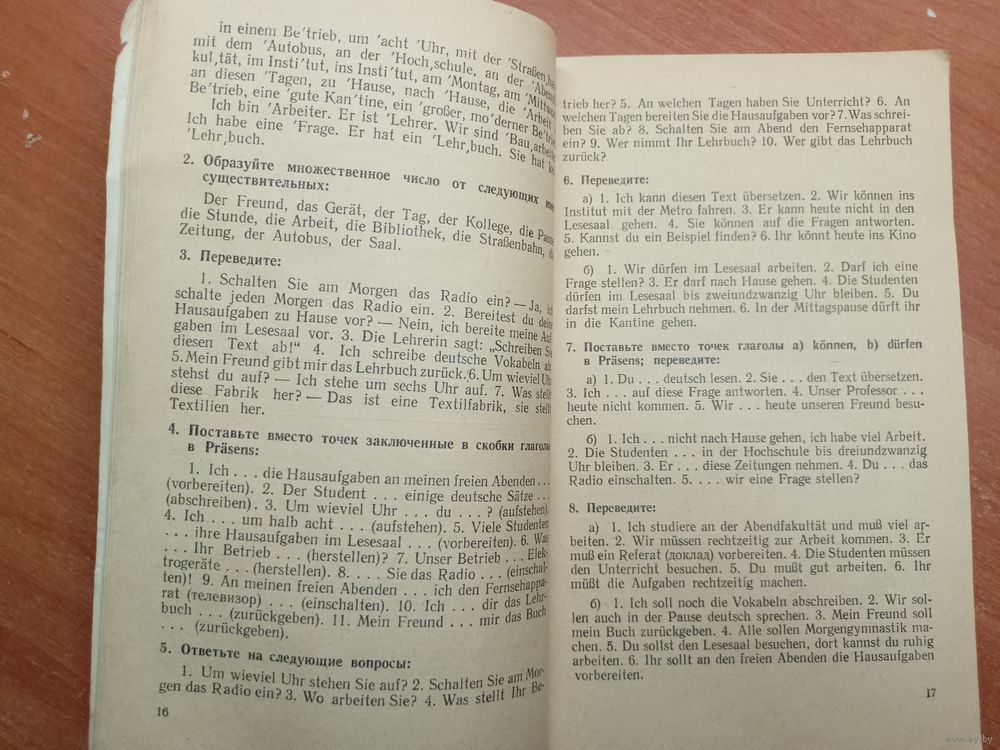 in einem Be'trieb, um 'acht 'Uhr, mit der
mit dem 'Autobus, an der 'Hoch,schule, an der
kul,tät, im Insti'tut, ins Insti'tut, am 'Montag, am
an diesen 'Tagen, zu 'Hause, nach 'Hause, die
Be'trieb, eine 'gute Kan'tine, ein 'großer, mo'derner
Ich bin 'Arbeiter. Er ist 'Lehrer. Wir sind
Ich habe eine 'Frage. Er hat ein 'Lehr,buch. Sie hat
'Lehr,buch.
2. Образуйте множественное число от следующих
существительных:
Der Freund, das Gerät, der Tag, der Kollege, die Pause,
die Stunde, die Arbeit, die Bibliothek, die Straßenbahn,
Zeitung, der Autobus, der Saal.
3. Переведите:
1. Schalten Sie am Morgen das Radio ein? — Ja, ich
schalte jeden Morgen das Radio ein. 2. Bereitest du deine
Hausaufgaben zu Hause vor? — Nein, ich bereite meine Auf-
gaben im Lesesaal vor. 3. Die Lehrerin sagt: „Schreiben Sie
diesen Text ab!“ 4. Ich schreibe deutsche Vokabeln ab.
5. Mein Freund gibt mir das Lehrbuch zurück. 6. Um wieviel Uhr
stehst du auf? — Ich stehe um sechs Uhr auf. 7. Was stellt
diese Fabrik her? — Das ist eine Textilfabrik, sie stellt
Textilien her.
4. Поставьте вместо точек заключенные в скобки глаголы
в Präsens:
1. Ich . . . die Hausaufgaben an meinen freien Abenden . . .
(vorbereiten). 2. Der Student . . . einige deutsche Sätze . . .
(abschreiben). 3. Um wieviel Uhr . . . du . . . ? (aufstehen).
4. Ich . . . um halb acht . . . (aufstehen). 5. Viele Studenten
. . . ihre Hausaufgaben im Lesesaal . . . (vorbereiten). 6. Was
. . . Ihr Betrieb . . . (herstellen)? 7. Unser Betrieb . . . Elek-
trogeräte . . . (herstellen). 8. . . . Sie das Radio . . . (einschal-
ten)! 9. An meinen freien Abenden . . . ich den Fernsehappa-
rat (телевизор) . . . (einschalten). 10. Ich . . . dir das Lehr-
buch . . . (zurückgeben). 11. Mein Freund . . . mir das Buch
. . . (zurückgeben).
5. Ответьте на следующие вопросы:
1. Um wieviel Uhr stehen Sie auf? 2. Schalten Sie am Mor-
gen das Radio ein? 3. Wo arbeiten Sie? 4. Was stellt Ihr Be-
16
trieb her? 5. An welchen Tagen haben Sie Unterricht? 6. An
welchen Tagen bereiten Sie die Hausaufgaben vor? 7. Was schrei-
ben Sie ab? 8. Schalten Sie am Abend den Fernsehapparat
ein? 9. Wer nimmt Ihr Lehrbuch? 10. Wer gibt das Lehrbuch
zurück?
6. Переведите:
а) 1. Ich kann diesen Text übersetzen. 2. Wir können ins
Institut mit der Metro fahren. 3. Er kann heute nicht in den
Lesesaal gehen. 4. Sie können auf die Fragen antworten.
5. Kannst du ein Beispiel finden? 6. Ihr könnt heute ins Kino
gehen.
б) 1. Wir dürfen im Lesesaal arbeiten. 2. Darf ich eine
Frage stellen? 3. Er darf nach Hause gehen. 4. Die Studenten
dürfen im Lesesaal bis zweiundzwanzig Uhr bleiben. 5. Du
darfst mein Lehrbuch nehmen. 6. In der Mittagspause dürft ihr
in die Kantine gehen.
7. Поставьте вместо точек глаголы a) können, b) dürfen
в Präsens; переведите:
а) 1. Du . . . deutsch lesen. 2. Sie . . . den Text übersetzen.
3. Ich . . . auf diese Frage antworten. 4. Unser Professor . . .
heute nicht kommen. 5. Wir . . . heute unseren Freund besu-
chen.
б) 1. Ich . . . nicht nach Hause gehen, ich habe viel Arbeit.
2. Die Studenten . . . in der Hochschule bis dreiundzwanzig
Uhr bleiben. 3. Er . . . diese Zeitungen nehmen. 4. Du . . . das
Radio einschalten. 5. . . . wir eine Frage stellen?
8. Переведите:
а) 1. Ich studiere an der Abendfakultät und muß viel ar-
beiten. 2. Wir müssen rechtzeitig zur Arbeit kommen. 3. Er
muß ein Referat (доклад) vorbereiten. 4. Die Studenten müssen
den Unterricht besuchen. 5. Du mußt gut arbeiten. 6. Ihr
müßt die Aufgaben rechtzeitig machen.
б) 1. Ich soll noch die Vokabeln abschreiben. 2. Wir sol-
len auch in der Pause deutsch sprechen. 3. Mein Freund soll
mein Buch zurückgeben. 4. Alle sollen Morgengymnastik ma-
chen. 5. Du sollst den Lesesaal besuchen, dort kannst du ruhig
arbeiten. 6. Ihr sollt an den freien Abenden die Hausaufgaben
vorbereiten.
17
www.ay.by